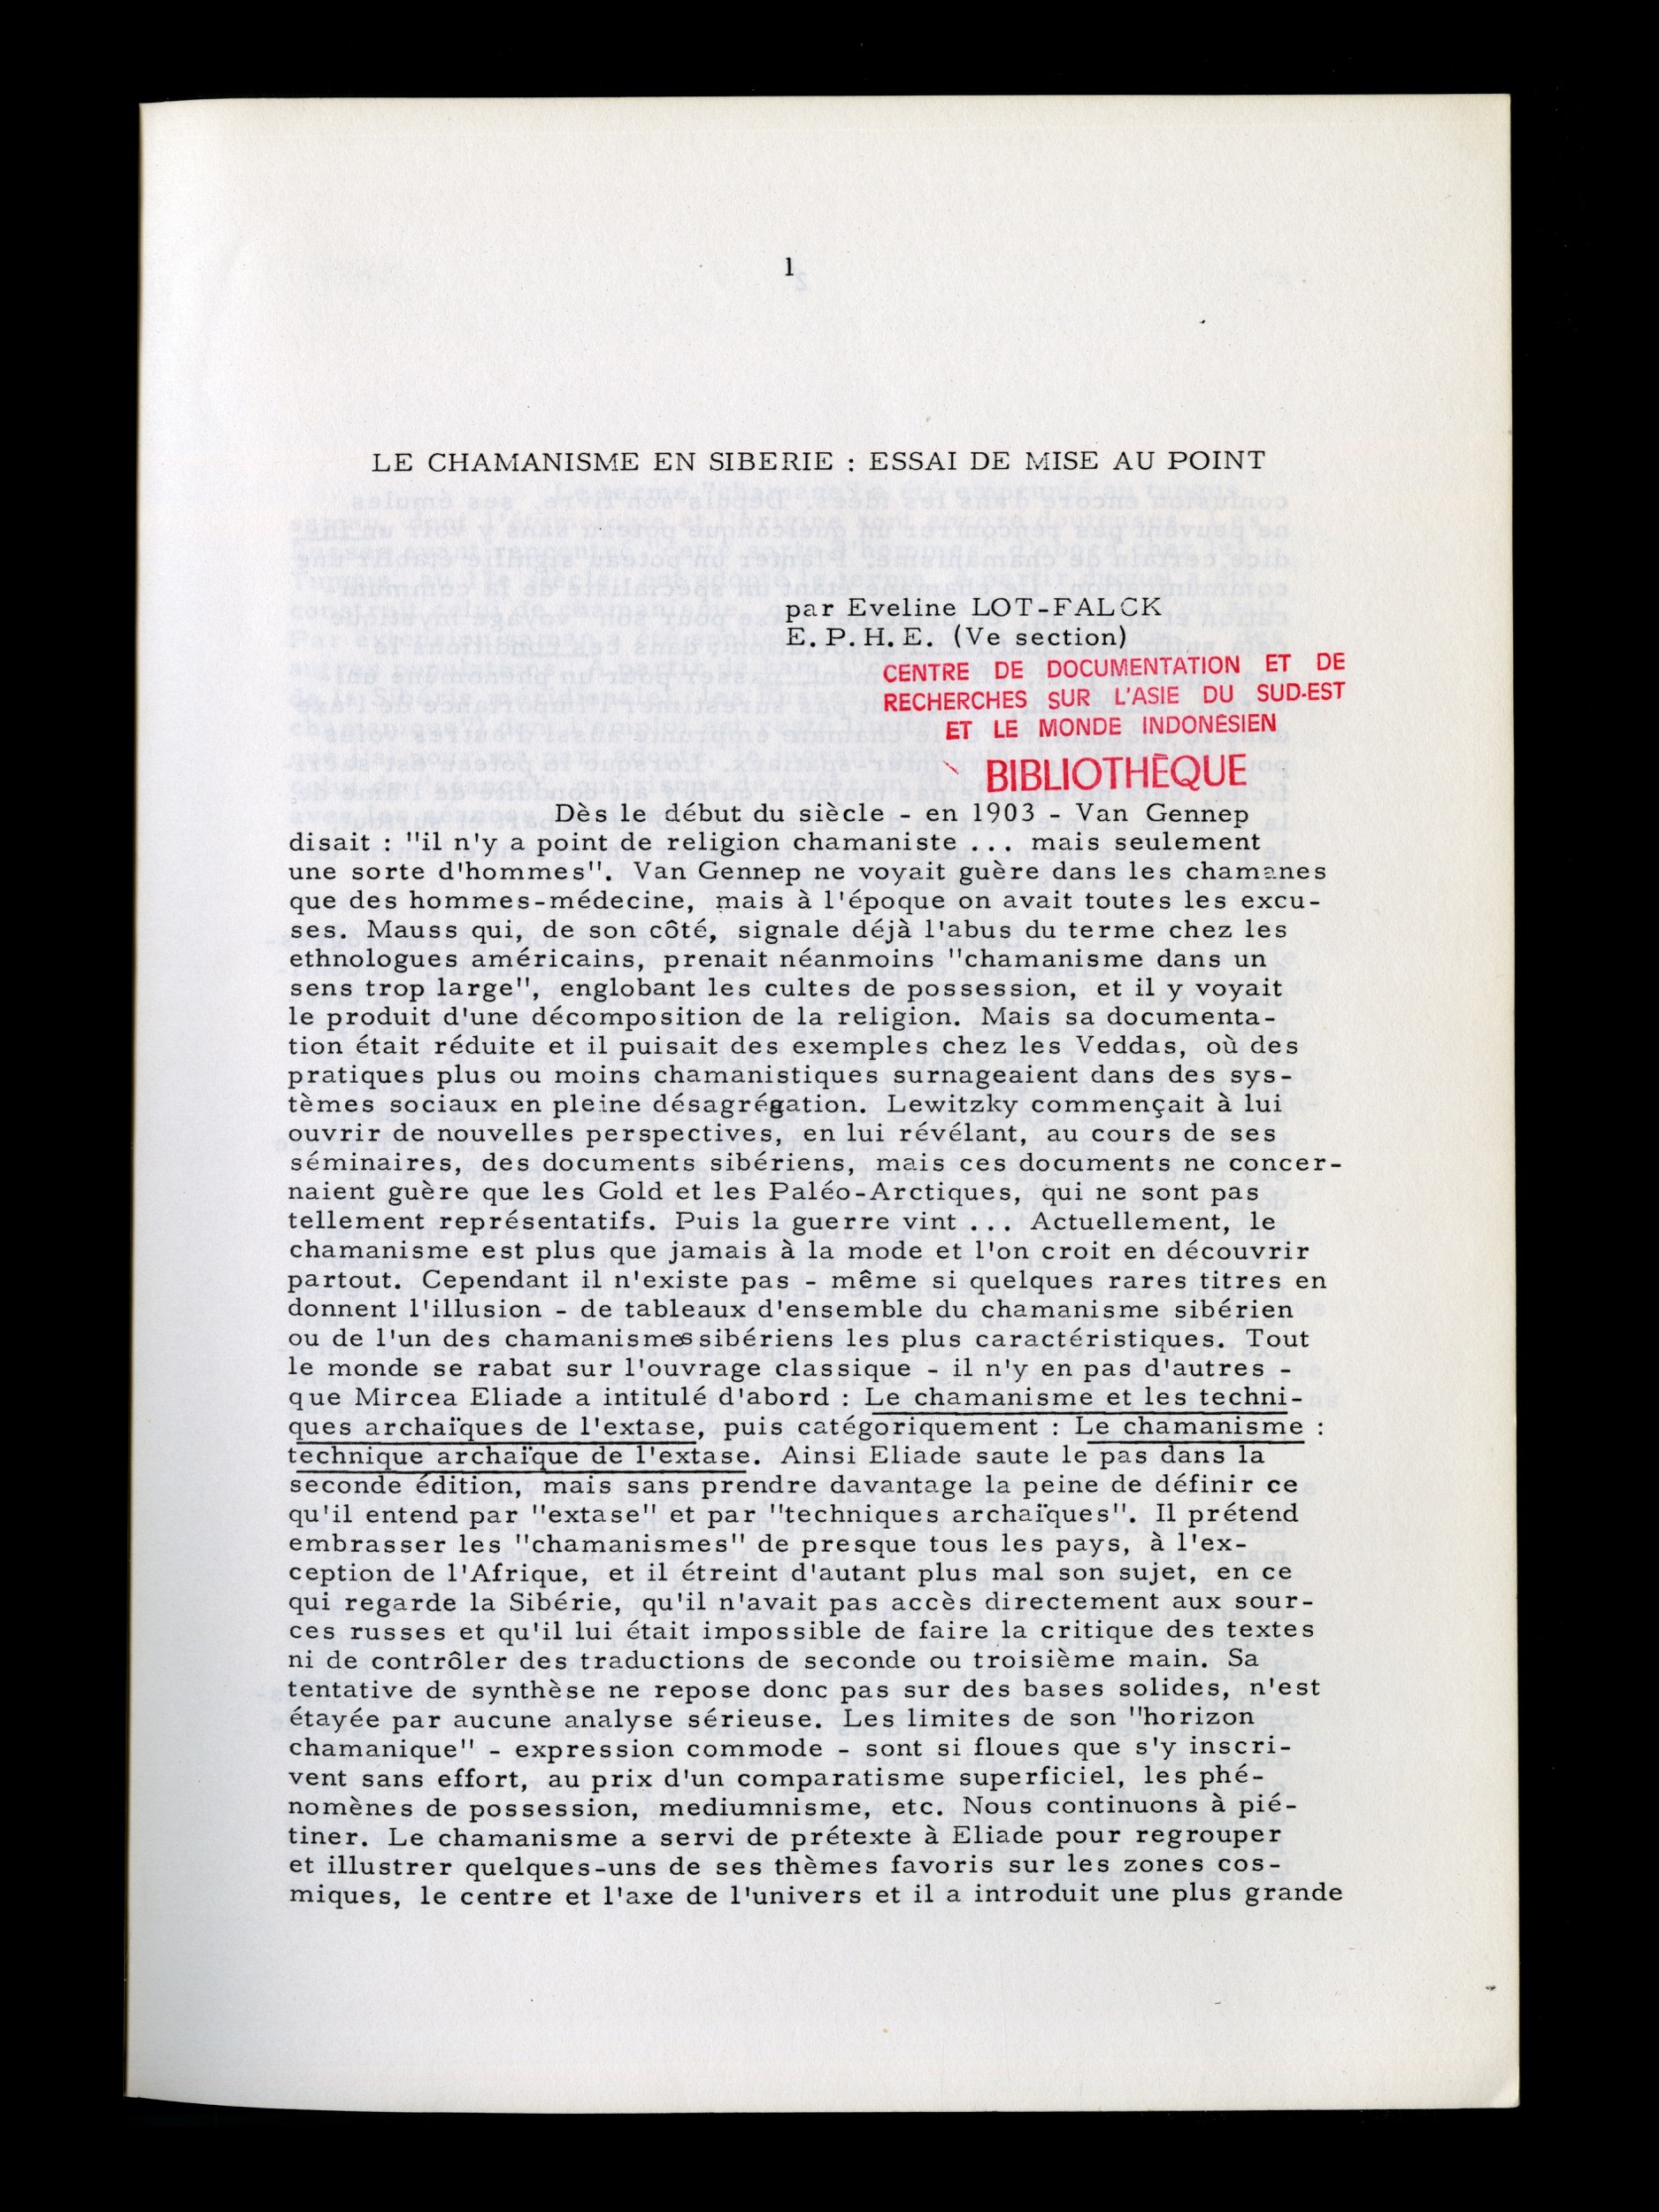 1
LE CHAMANISME EN SIBERIE : ESSAI DE MISE AU POINT
par Eveline LOT-FALCK
E.P.H.E. (Ve section)
CENTRE DE DOCUMENTATION ET DE
RECHERCHES SUR L'ASIE DU SUD-EST
ET LE MONDE INDONÉSIEN
BIBLIOTHÈQUE
Dès le début du siècle - en 1903 - Van Gennep
disait : "il n'y a point de religion chamaniste ... mais seulement
une sorte d'hommes". Van Gennep ne voyait guère dans les chamanes
que des hommes-médecine, mais à l'époque on avait toutes les excu-
ses. Mauss qui, de son côté, signale déjà l'abus du terme chez les
ethnologues américains, prenait néanmoins "chamanisme dans un
sens trop large", englobant les cultes de possession, et il y voyait
le produit d'une décomposition de la religion. Mais sa documenta-
tion était réduite et il puisait des exemples chez les Veddas, où des
pratiques plus ou moins chamanistiques surnageaient dans des sys-
tèmes sociaux en pleine désagrégation. Lewitzky commençait à lui
ouvrir de nouvelles perspectives, en lui révélant, au cours de ses
séminaires, des documents sibériens, mais ces documents ne concer-
naient guère que les Gold et les Paléo-Arctiques, qui ne sont pas
tellement représentatifs. Puis la guerre vint ... Actuellement, le
chamanisme est plus que jamais à la mode et l'on croit en découvrir
partout. Cependant il n'existe pas - même si quelques rares titres en
donnent l'illusion - de tableaux d'ensemble du chamanisme sibérien
ou de l'un des chamanismes sibériens les plus caractéristiques. Tout
le monde se rabat sur l'ouvrage classique - il n'y en pas d'autres -
que Mircea Eliade a intitulé d'abord : Le chamanisme et les techni-
ques archaïques de l'extase, puis catégoriquement : Le chamanisme :
technique archaïque de l'extase. Ainsi Eliade saute le pas dans la
seconde édition, mais sans prendre davantage la peine de définir ce
qu'il entend par "extase" et par "techniques archaïques". Il prétend
embrasser les "chamanismes" de presque tous les pays, à l'ex-
ception de l'Afrique, et il étreint d'autant plus mal son sujet, en ce
qui regarde la Sibérie, qu'il n'avait pas accès directement aux sour-
ces russes et qu'il lui était impossible de faire la critique des textes
ni de contrôler des traductions de seconde ou troisième main. Sa
tentative de synthèse ne repose donc pas sur des bases solides, n'est
étayée par aucune analyse sérieuse. Les limites de son "horizon
chamanique" - expression commode - sont si floues que s'y inscri-
vent sans effort, au prix d'un comparatisme superficiel, les phé-
nomènes de possession, mediumnisme, etc. Nous continuons à pié-
tiner. Le chamanisme a servi de prétexte à Eliade pour regrouper
et illustrer quelques-uns de ses thèmes favoris sur les zones cos-
miques, le centre et l'axe de l'univers et il a introduit une plus grande